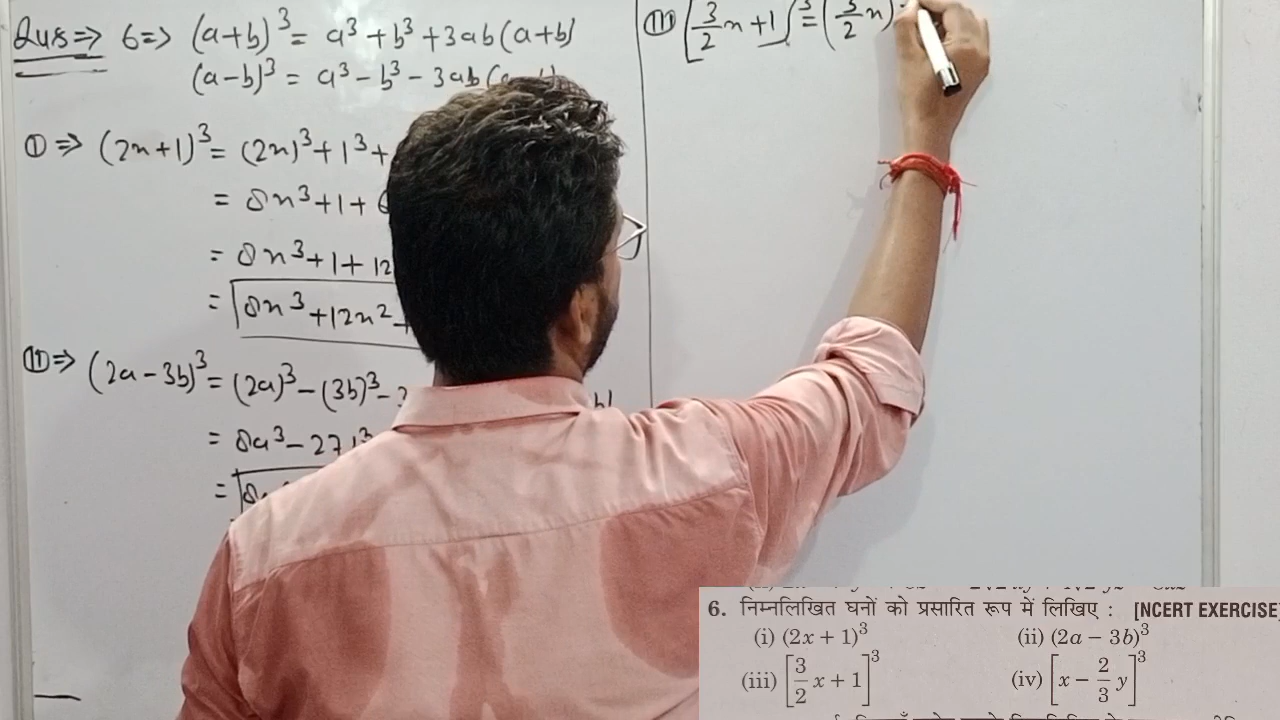 Ques⇒ 6⇒ (a+b)³ = a³ + b³ + 3ab(a+b)
(a-b)³ = a³ - b³ - 3ab
① ⇒ (2x+1)³ = (2x)³ + 1³ +
= 8x³ + 1 +
= 8x³ + 1 + 12
= 8x³ + 12x² +
⑪ ⇒ (2a - 3b)³ = (2a)³ - (3b)³ -
= 8a³ - 27
=
⑪⑪ [3/2 x + 1]³ = (3/2 x)
6. निम्नलिखित घनों को प्रसारित रूप में लिखिए : [NCERT EXERCISE]
(i) (2x + 1)³ (ii) (2a − 3b)³
(iii) [3/2 x + 1]³ (iv) [x − 2/3 y]³